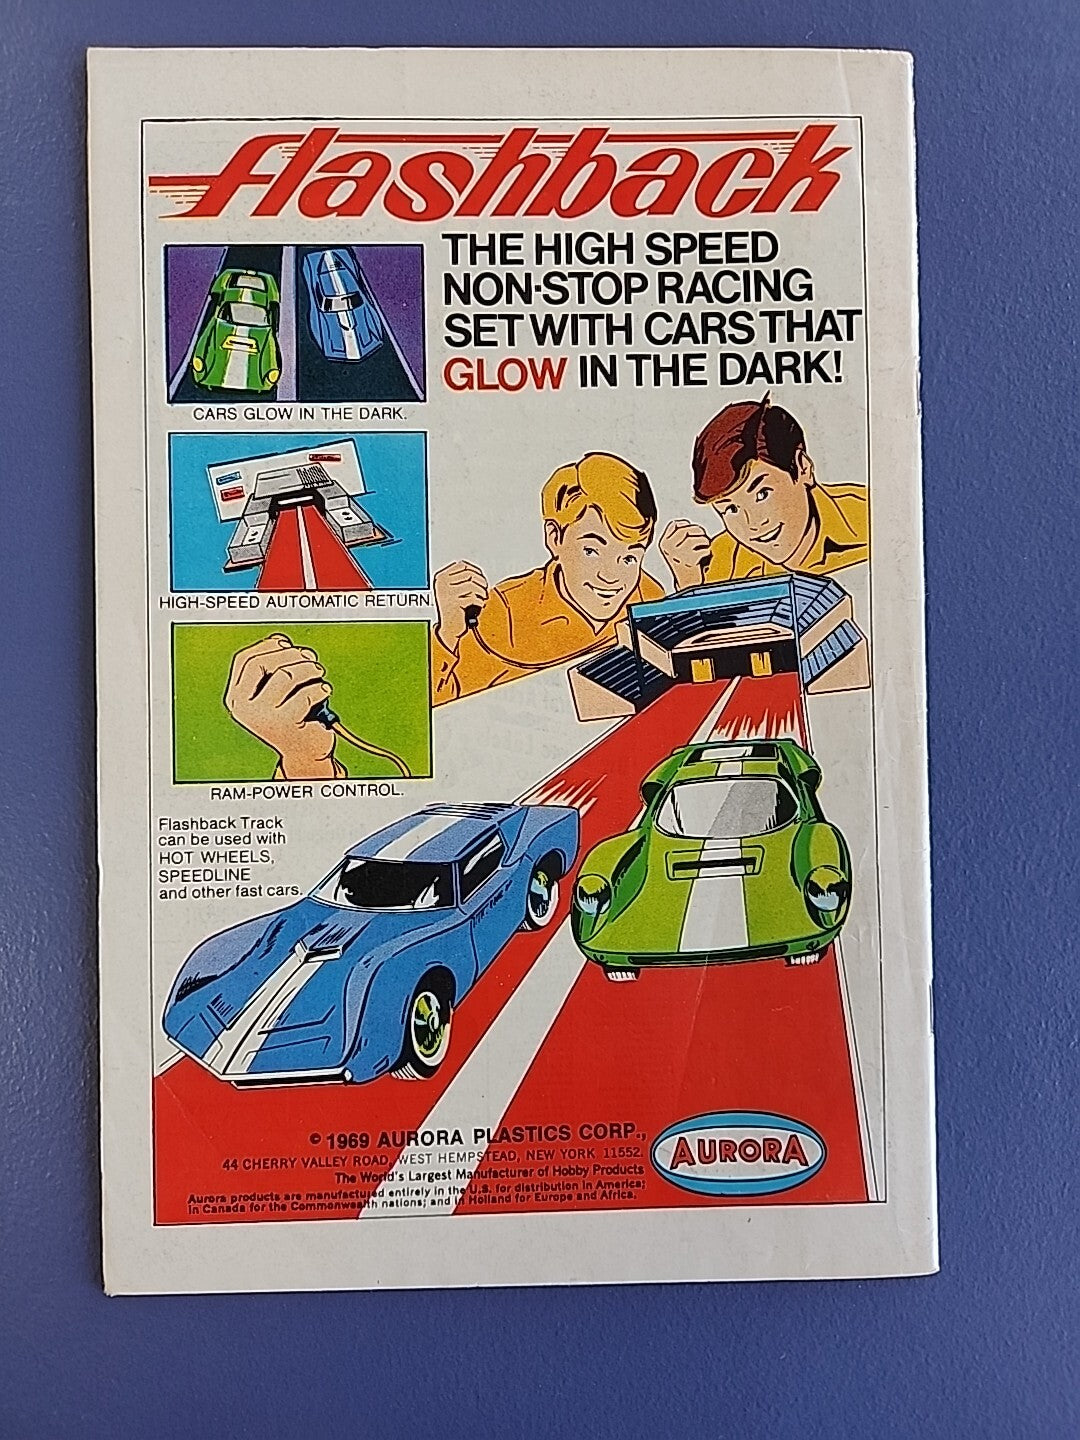 flashback
THE HIGH SPEED
NON-STOP RACING
SET WITH CARS THAT
GLOW IN THE DARK!
CARS GLOW IN THE DARK.
HIGH-SPEED AUTOMATIC RETURN.
RAM-POWER CONTROL.
Flashback Track
can be used with
HOT WHEELS,
SPEEDLINE
and other fast cars.
© 1969 AURORA PLASTICS CORP.,
44 CHERRY VALLEY ROAD, WEST HEMPSTEAD, NEW YORK 11552.
The World's Largest Manufacturer of Hobby Products
Aurora products are manufactured entirely in the U.S. for distribution in America;
in Canada for the Commonwealth nations; and in Holland for Europe and Africa.
AURORA